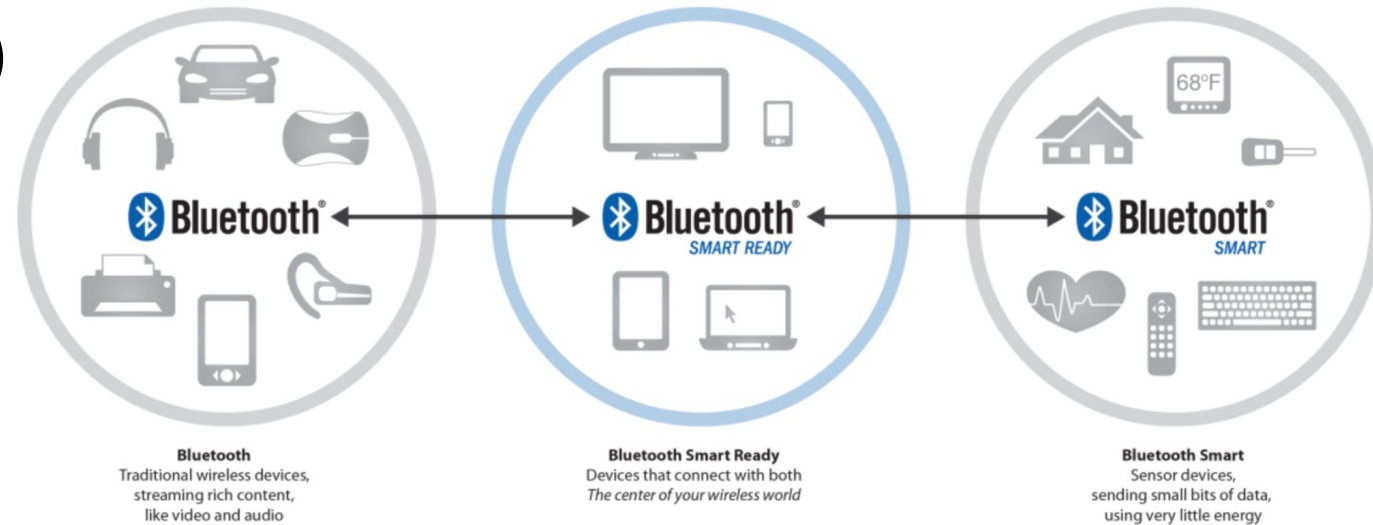 68°F
Bluetooth®
Bluetooth®
SMART READY
Bluetooth®
SMART
Bluetooth
Traditional wireless devices,
streaming rich content,
like video and audio
Bluetooth Smart Ready
Devices that connect with both
The center of your wireless world
Bluetooth Smart
Sensor devices,
sending small bits of data,
using very little energy